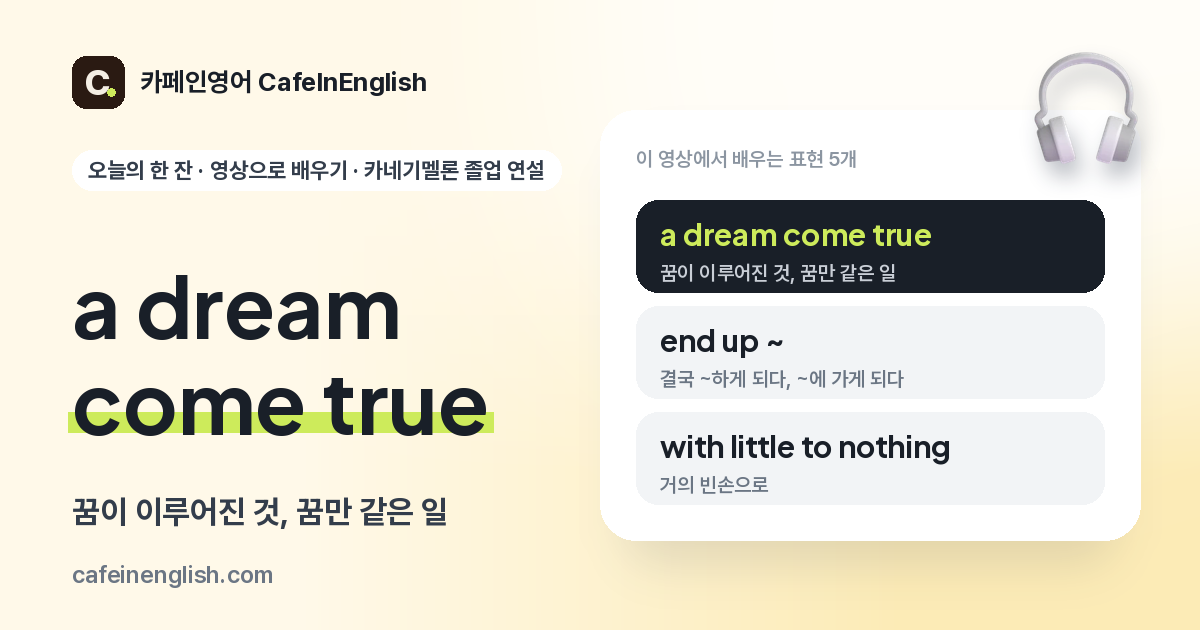 C
카페인영어 CafeInEnglish
오늘의 한 잔 · 영상으로 배우기 · 카네기멜론 졸업 연설
a dream
come true
꿈이 이루어진 것, 꿈만 같은 일
cafeinenglish.com
이 영상에서 배우는 표현 5개
a dream come true
꿈이 이루어진 것, 꿈만 같은 일
end up ~
결국 ~하게 되다, ~에 가게 되다
with little to nothing
거의 빈손으로